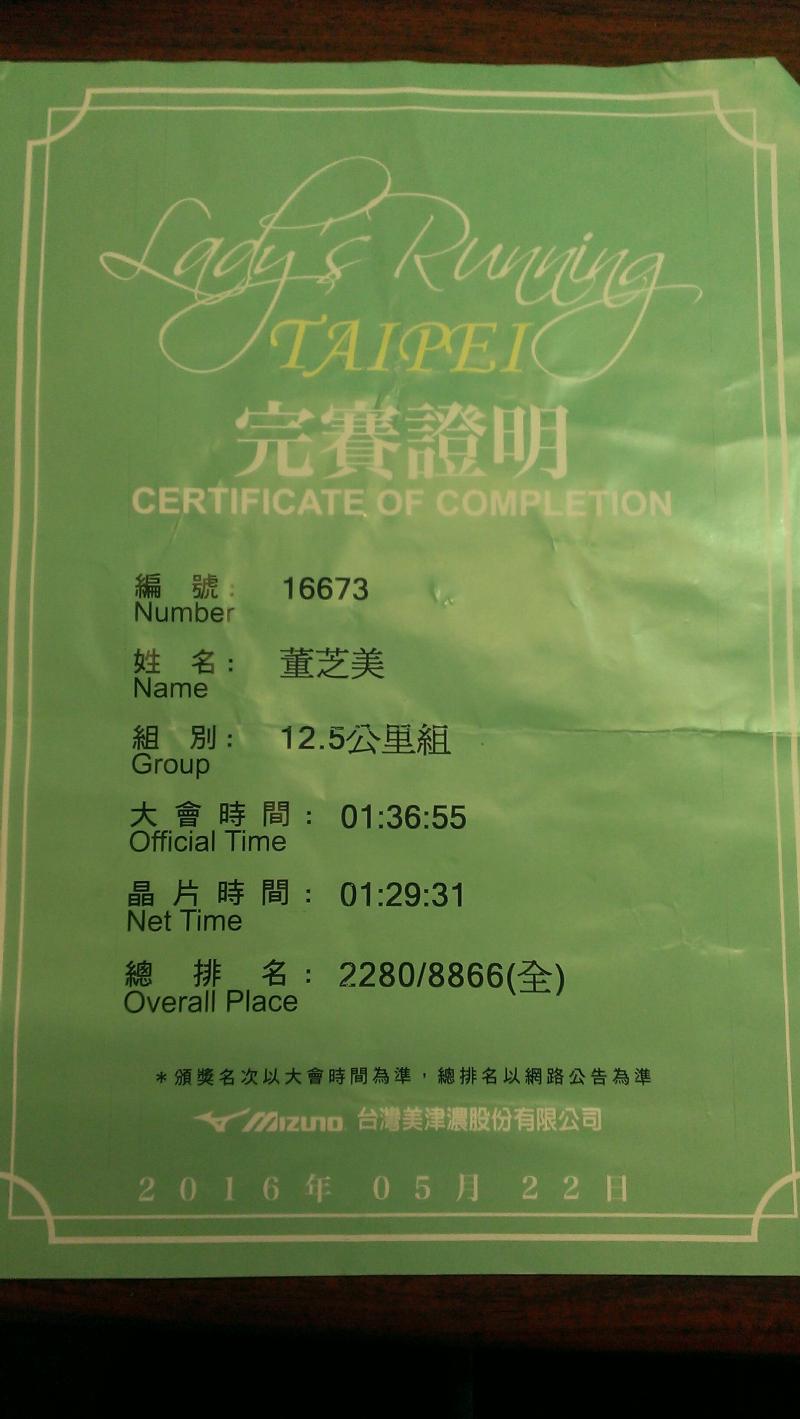 Lady's Running
TAIPEI
完賽證明
CERTIFICATE OF COMPLETION
編號: 16673
Number
姓名: 董芝美
Name
組別: 12.5公里組
Group
大會時間: 01:36:55
Official Time
晶片時間: 01:29:31
Net Time
總排名: 2280/8866(全)
Overall Place
*頒獎名次以大會時間為準，總排名以網路公告為準
MIZUNO 台灣美津濃股份有限公司
2016年05月22日